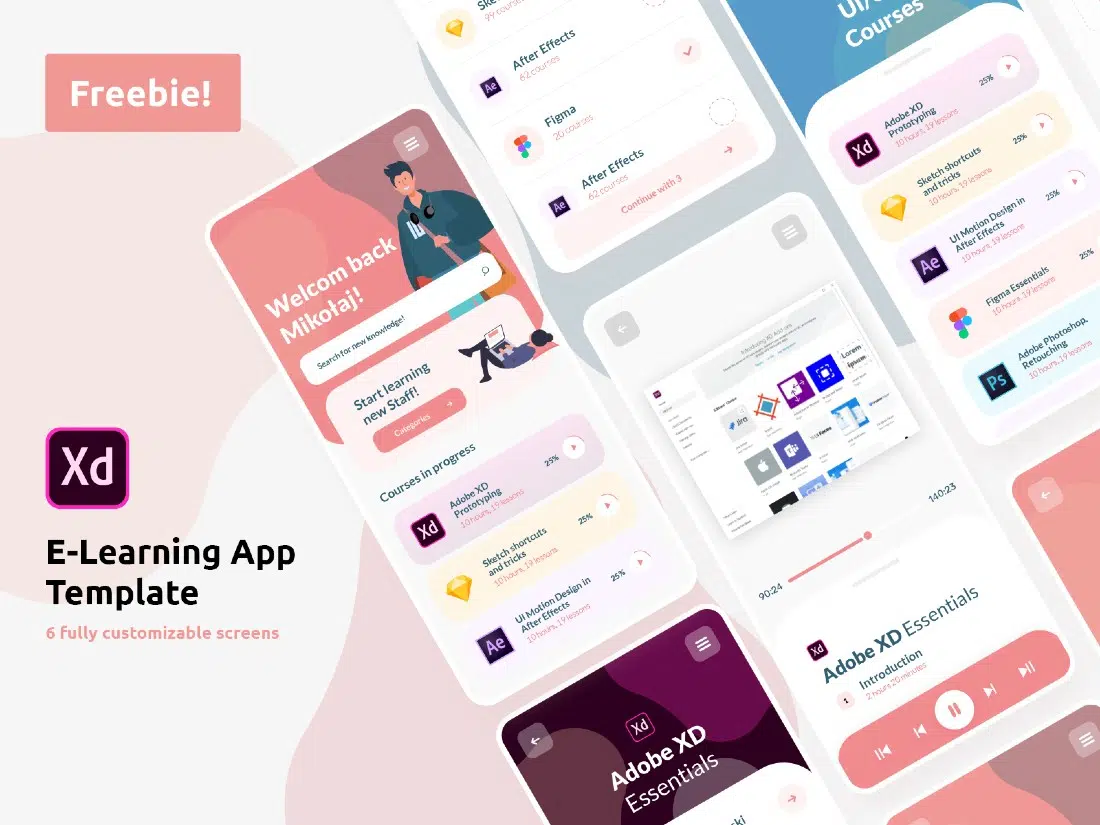 Freebie!
Xd
E-Learning App
Template
6 fully customizable screens
Welcom back
Mikołaj!
Search for new knowledge!
Start learning
new Staff!
Categories
Courses in progress
Xd
Adobe XD
Prototyping
10 hours, 19 lessons
25%
Sketch shortcuts
and tricks
10 hours, 19 lessons
25%
Ae
UI Motion Design in
After Effects
10 hours, 19 lessons
25%
99 courses
Ae
After Effects
62 courses
Figma
20 courses
Ae
After Effects
62 courses
Continue with 3
Courses
Xd
Adobe XD
Prototyping
10 hours, 19 lessons
25%
Sketch shortcuts
and tricks
10 hours, 19 lessons
25%
Ae
UI Motion Design in
After Effects
10 hours, 19 lessons
25%
Figma Essentials
10 hours, 19 lessons
25%
Ps
Adobe Photoshop.
Retouching
10 hours, 19 lessons
Jira
Lorem
Ipsum
90:24
140:23
Xd
Adobe XD Essentials
1
Introduction
2 hours 20 minutes
Xd
Adobe XD
Essentials